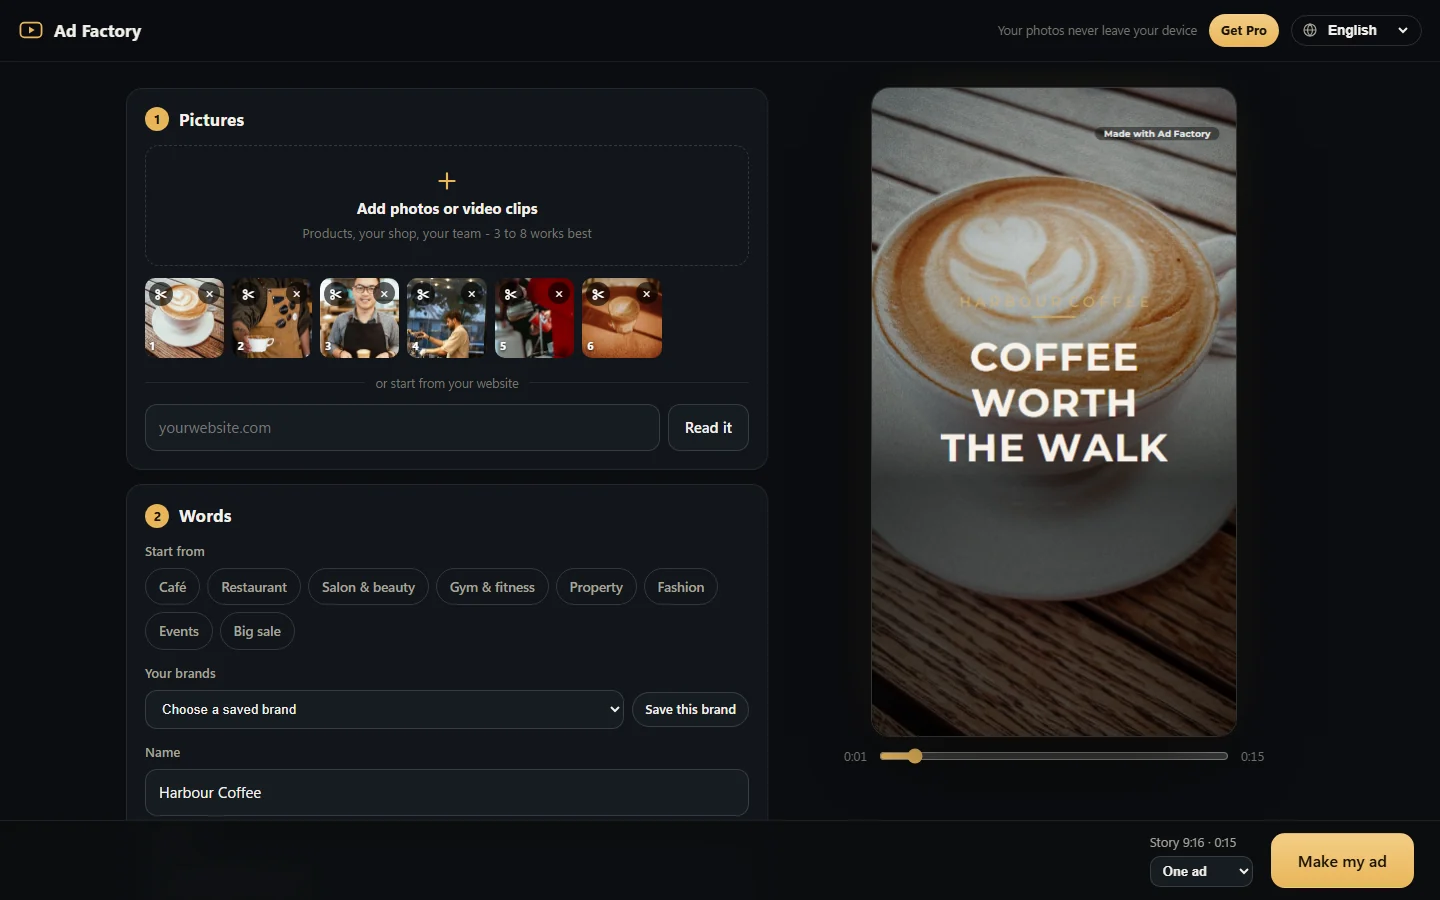 Ad Factory
Your photos never leave your device
Get Pro
English
1 Pictures
Add photos or video clips
Products, your shop, your team - 3 to 8 works best
1 2 3 4 5 6
or start from your website
yourwebsite.com
Read it
2 Words
Start from
Café Restaurant Salon & beauty Gym & fitness Property Fashion
Events Big sale
Your brands
Choose a saved brand
Save this brand
Name
Harbour Coffee
Made with Ad Factory
HARBOUR COFFEE
COFFEE
WORTH
THE WALK
0:01
0:15
Story 9:16 · 0:15
One ad
Make my ad